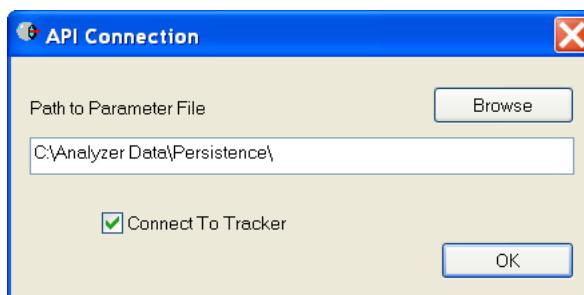 API Connection
Path to Parameter File
Browse
C:\Analyzer Data\Persistence\
Connect To Tracker
OK